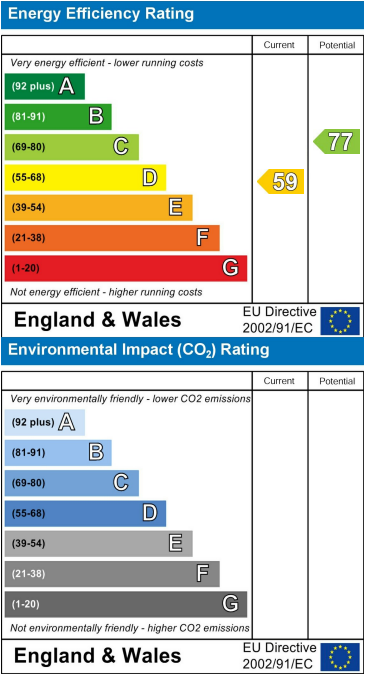 Energy Efficiency Rating
Current Potential
Very energy efficient - lower running costs
(92 plus) A
(81-91) B
(69-80) C
77
(55-68) D
59
(39-54) E
(21-38) F
(1-20) G
Not energy efficient - higher running costs
England & Wales
EU Directive
2002/91/EC
Environmental Impact (CO₂) Rating
Current Potential
Very environmentally friendly - lower CO2 emissions
(92 plus) A
(81-91) B
(69-80) C
(55-68) D
(39-54) E
(21-38) F
(1-20) G
Not environmentally friendly - higher CO2 emissions
England & Wales
EU Directive
2002/91/EC